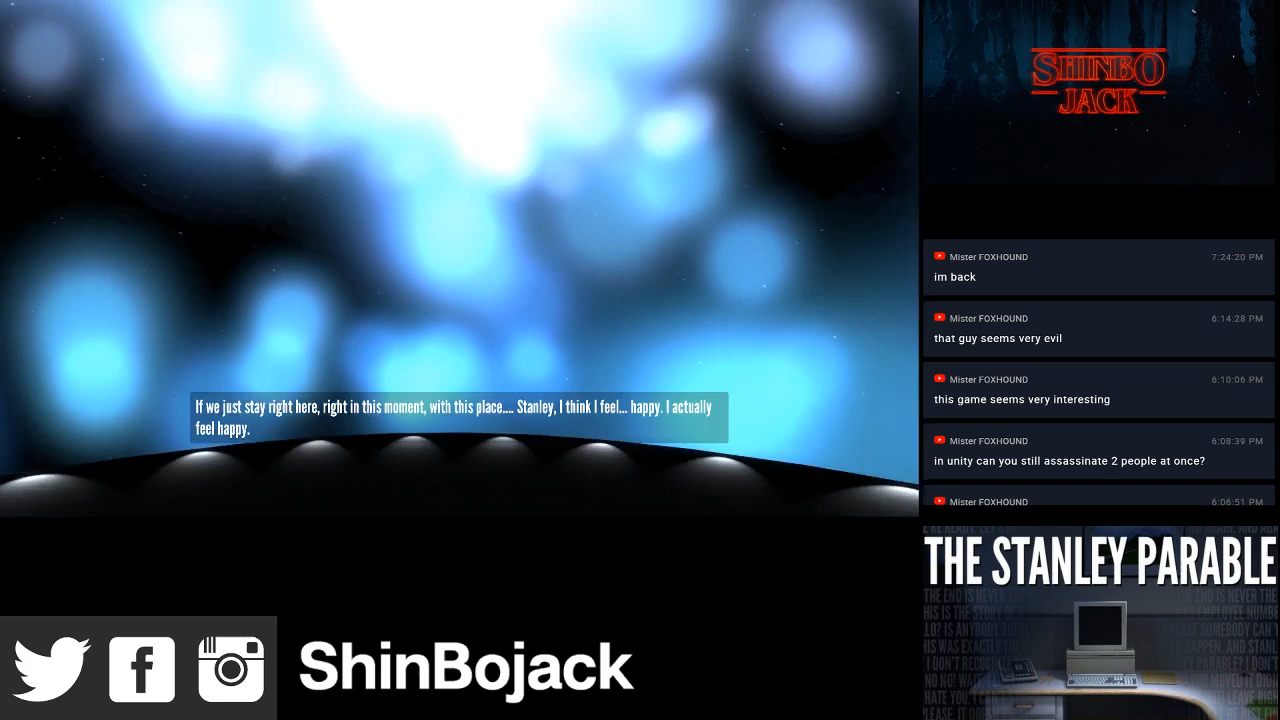 If we just stay right here, right in this moment, with this place.... Stanley, I think I feel... happy. I actually
feel happy.
ShinBojack
SHINBO
JACK
Mister FOXHOUND 7:24:20 PM
im back
Mister FOXHOUND 6:14:28 PM
that guy seems very evil
Mister FOXHOUND 6:10:06 PM
this game seems very interesting
Mister FOXHOUND 6:08:39 PM
in unity can you still assassinate 2 people at once?
Mister FOXHOUND 6:06:51 PM
THE STANLEY PARABLE
THE END IS NEVER